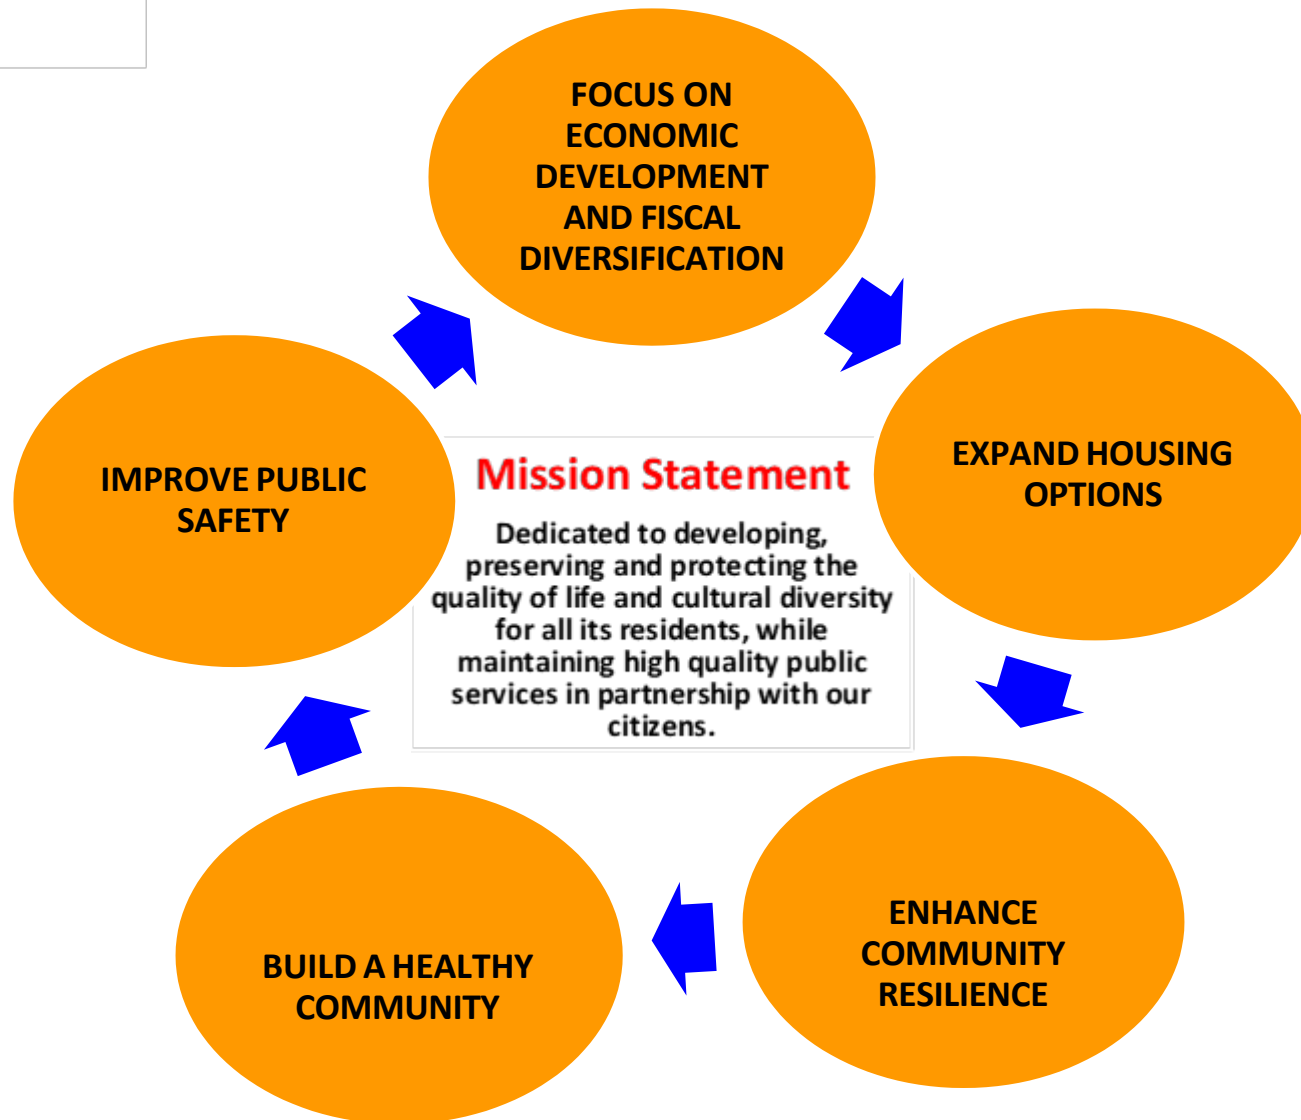 FOCUS ON
ECONOMIC
DEVELOPMENT
AND FISCAL
DIVERSIFICATION
EXPAND HOUSING
OPTIONS
ENHANCE
COMMUNITY
RESILIENCE
BUILD A HEALTHY
COMMUNITY
IMPROVE PUBLIC
SAFETY
Mission Statement
Dedicated to developing,
preserving and protecting the
quality of life and cultural diversity
for all its residents, while
maintaining high quality public
services in partnership with our
citizens.